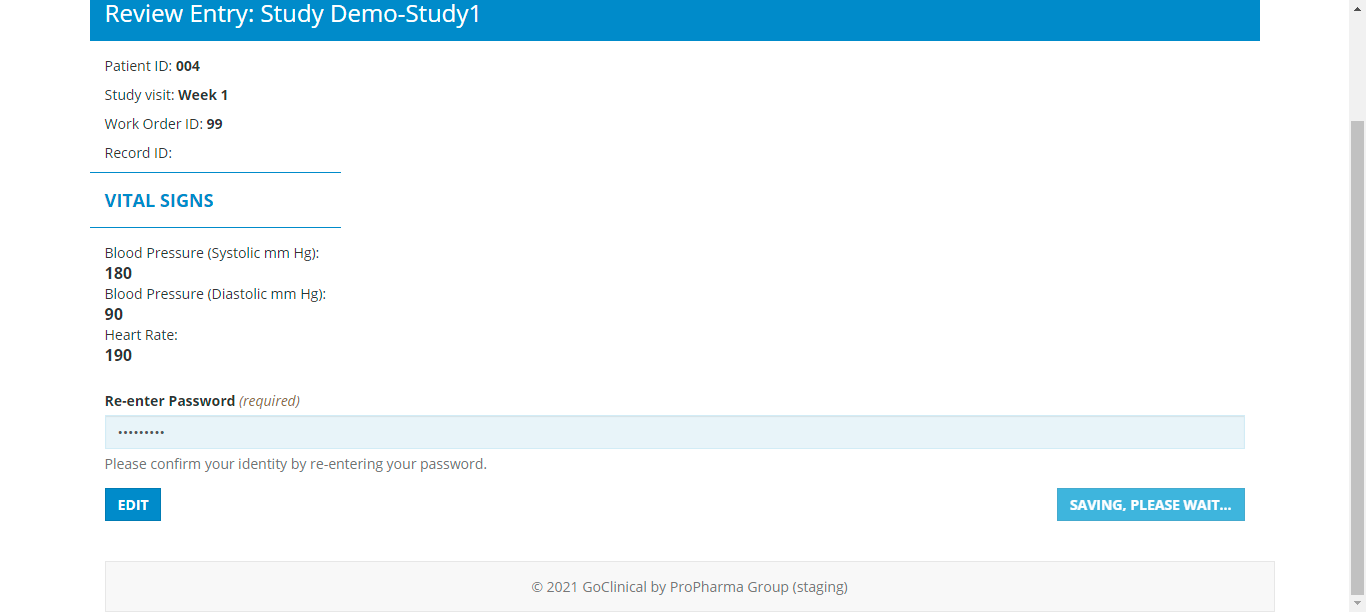 Review Entry: Study Demo-Study1
Patient ID: 004
Study visit: Week 1
Work Order ID: 99
Record ID:
VITAL SIGNS
Blood Pressure (Systolic mm Hg):
180
Blood Pressure (Diastolic mm Hg):
90
Heart Rate:
190
Re-enter Password (required)
•••••••••
Please confirm your identity by re-entering your password.
EDIT
SAVING, PLEASE WAIT...
© 2021 GoClinical by ProPharma Group (staging)